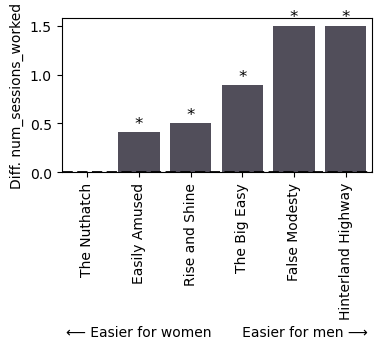 Diff. num_sessions_worked
1.5
1.0
0.5
0.0
* * * * *
The Nuthatch
Easily Amused
Rise and Shine
The Big Easy
False Modesty
Hinterland Highway
⟵ Easier for women Easier for men ⟶